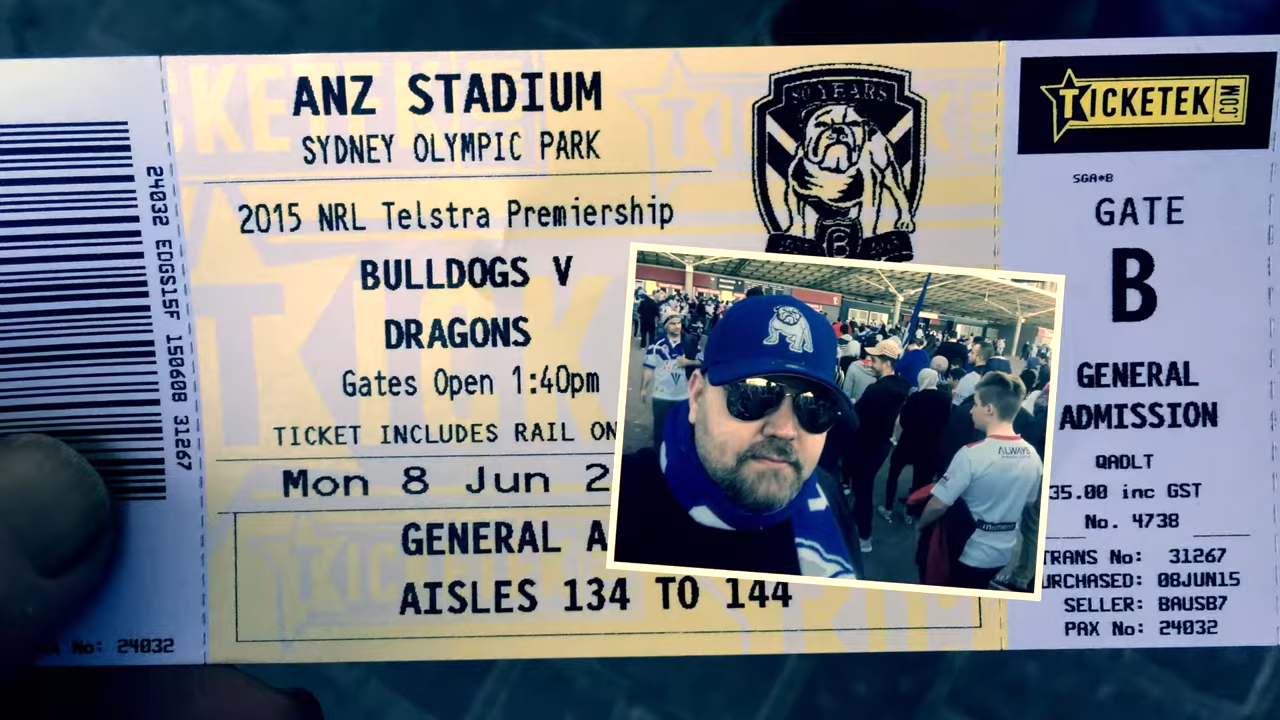 ANZ STADIUM
SYDNEY OLYMPIC PARK
2015 NRL Telstra Premiership
BULLDOGS V
DRAGONS
Gates Open 1:40pm
TICKET INCLUDES RAIL ON
Mon 8 Jun 2
GENERAL A
AISLES 134 TO 144
24032 EDGS15F 150608 31267
No: 24032
80 YEARS
B
TICKETEK.COM
SGA*B
GATE
B
GENERAL
ADMISSION
QADLT
35.00 inc GST
No. 4738
TRANS No: 31267
URCHASED: 08JUN15
SELLER: BAUSB7
PAX No: 24032
ALWAYS